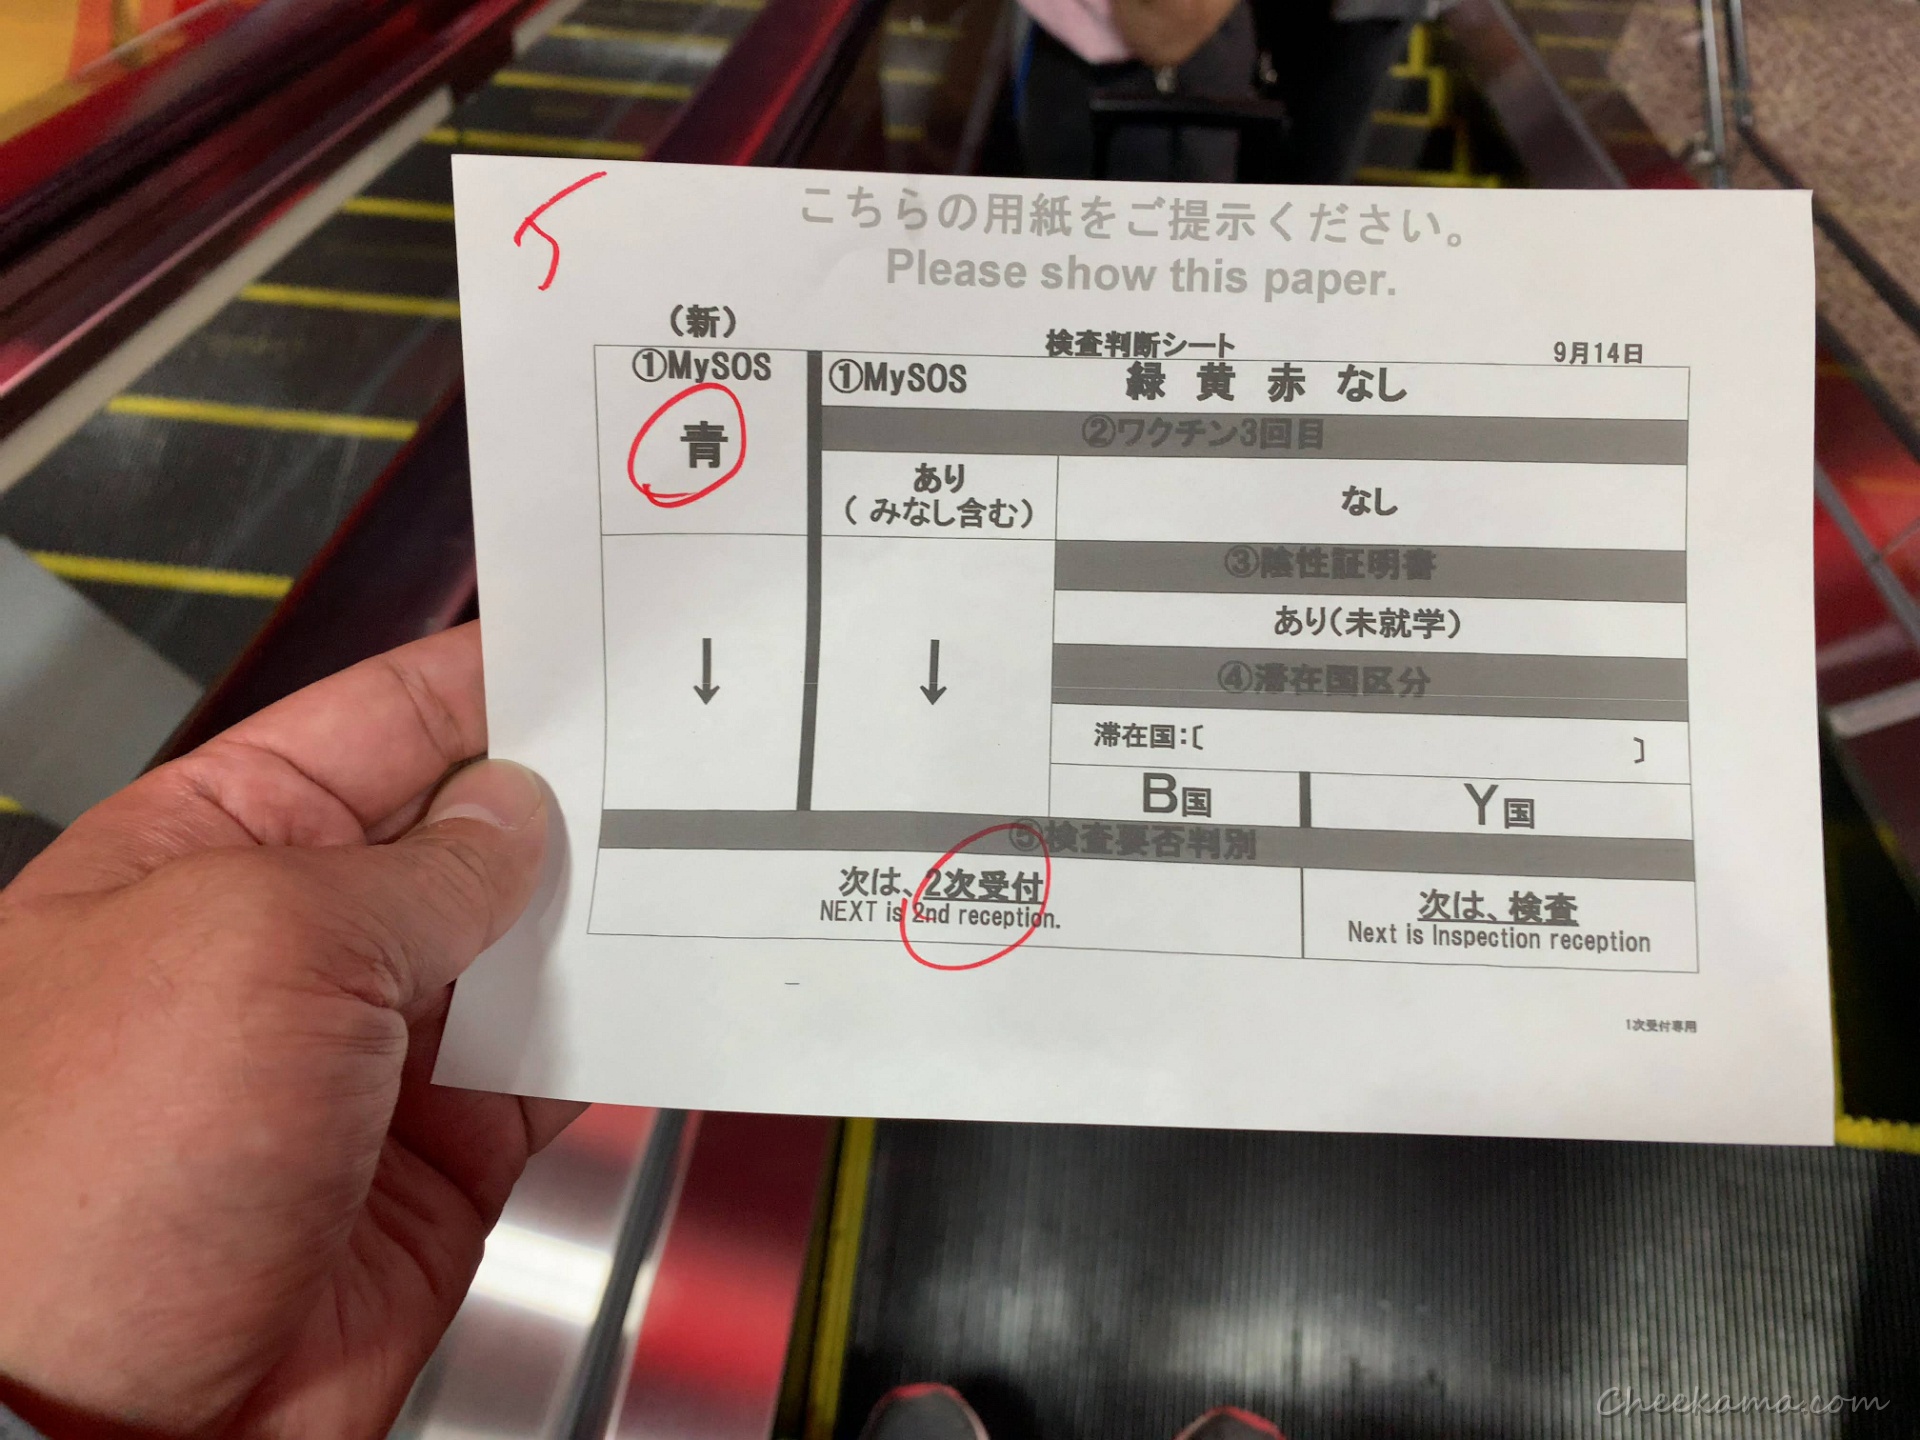 こちらの用紙をご提示ください。
Please show this paper.
(新)
検査判断シート
9月14日
①MySOS
青
①MySOS 緑 黄 赤 なし
②ワクチン3回目
あり
(みなし含む)
なし
③陰性証明書
あり(未就学)
④滞在国区分
滞在国:〔 〕
↓
↓
B国
Y国
⑤検査要否判別
次は、2次受付
NEXT is 2nd reception.
次は、検査
Next is Inspection reception
1次受付専用
Cheekama.com